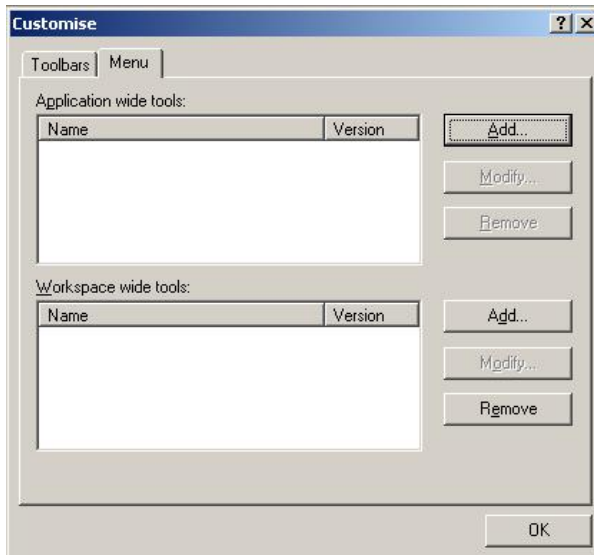 Customise
Toolbars Menu
Application wide tools:
Name Version
Add...
Modify...
Remove
Workspace wide tools:
Name Version
Add...
Modify...
Remove
OK